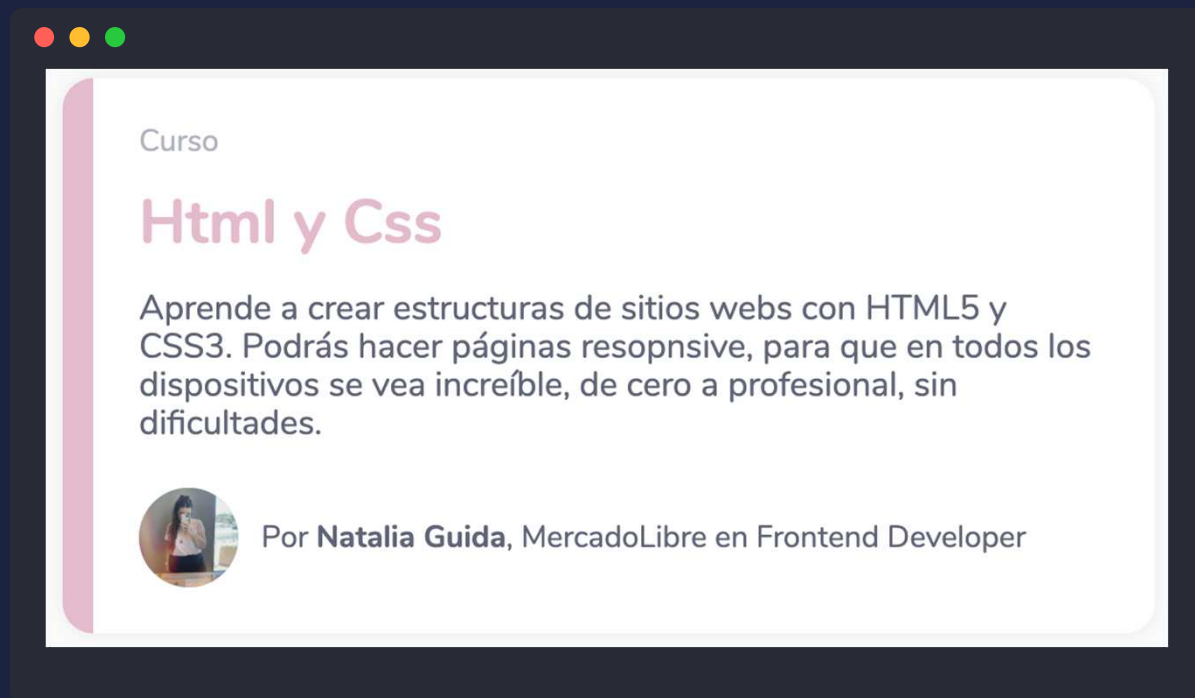 Curso
Html y Css
Aprende a crear estructuras de sitios webs con HTML5 y
CSS3. Podrás hacer páginas resopnsive, para que en todos los
dispositivos se vea increíble, de cero a profesional, sin
dificultades.
Por Natalia Guida, MercadoLibre en Frontend Developer